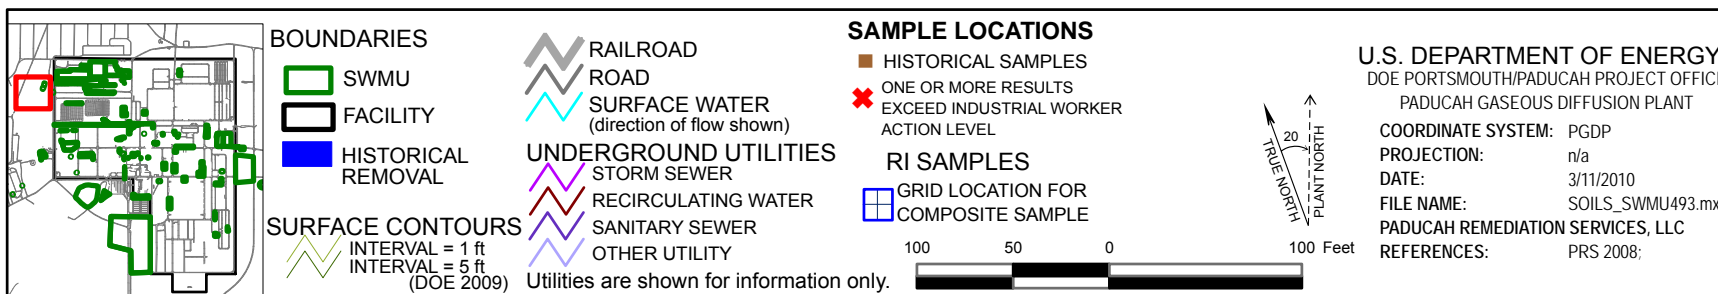 BOUNDARIES
SWMU
FACILITY
HISTORICAL
REMOVAL
SURFACE CONTOURS
INTERVAL = 1 ft
INTERVAL = 5 ft
(DOE 2009)
RAILROAD
ROAD
SURFACE WATER
(direction of flow shown)
UNDERGROUND UTILITIES
STORM SEWER
RECIRCULATING WATER
SANITARY SEWER
OTHER UTILITY
Utilities are shown for information only.
SAMPLE LOCATIONS
HISTORICAL SAMPLES
ONE OR MORE RESULTS
EXCEED INDUSTRIAL WORKER
ACTION LEVEL
RI SAMPLES
GRID LOCATION FOR
COMPOSITE SAMPLE
100 50 0 100 Feet
20
TRUE NORTH
PLANT NORTH
U.S. DEPARTMENT OF ENERGY
DOE PORTSMOUTH/PADUCAH PROJECT OFFIC
PADUCAH GASEOUS DIFFUSION PLANT
COORDINATE SYSTEM: PGDP
PROJECTION: n/a
DATE: 3/11/2010
FILE NAME: SOILS_SWMU493.mx
PADUCAH REMEDIATION SERVICES, LLC
REFERENCES: PRS 2008;